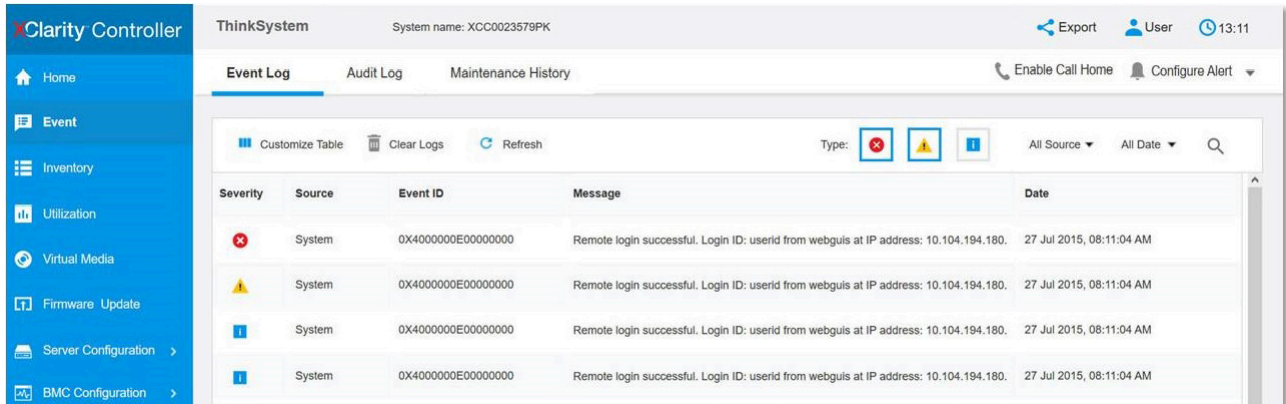 XClarity Controller
ThinkSystem System name: XCC0023579PK Export User 13:11
Home
Event Log Audit Log Maintenance History Enable Call Home Configure Alert
Event
Customize Table Clear Logs Refresh Type: All Source All Date
Inventory
Severity Source Event ID Message Date
Utilization
System 0X4000000E00000000 Remote login successful. Login ID: userid from webguis at IP address: 10.104.194.180. 27 Jul 2015, 08:11:04 AM
Virtual Media
System 0X4000000E00000000 Remote login successful. Login ID: userid from webguis at IP address: 10.104.194.180. 27 Jul 2015, 08:11:04 AM
Firmware Update
System 0X4000000E00000000 Remote login successful. Login ID: userid from webguis at IP address: 10.104.194.180. 27 Jul 2015, 08:11:04 AM
Server Configuration >
System 0X4000000E00000000 Remote login successful. Login ID: userid from webguis at IP address: 10.104.194.180. 27 Jul 2015, 08:11:04 AM
BMC Configuration >